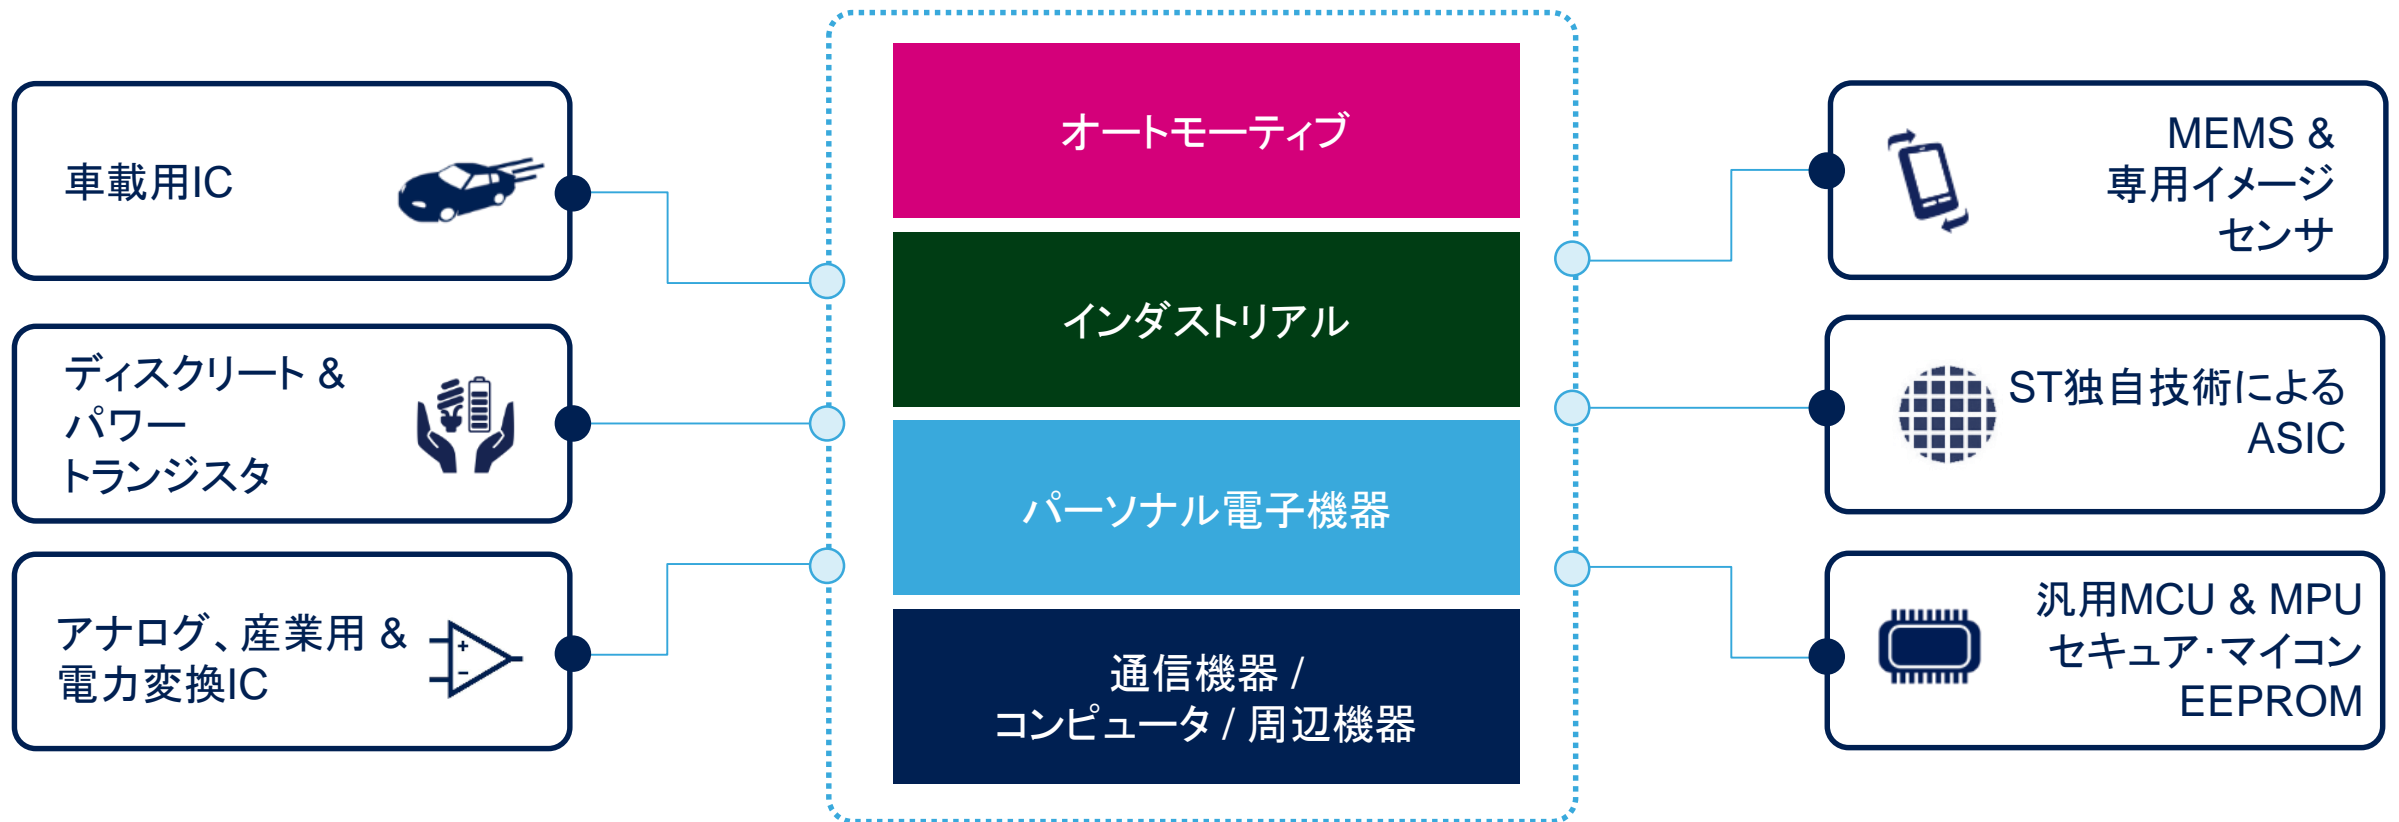 車載用IC
ディスクリート &
パワー
トランジスタ
アナログ、産業用 &
電力変換IC
オートモーティブ
インダストリアル
パーソナル電子機器
通信機器 /
コンピュータ / 周辺機器
MEMS &
専用イメージ
センサ
ST独自技術による
ASIC
汎用MCU & MPU
セキュア・マイコン
EEPROM